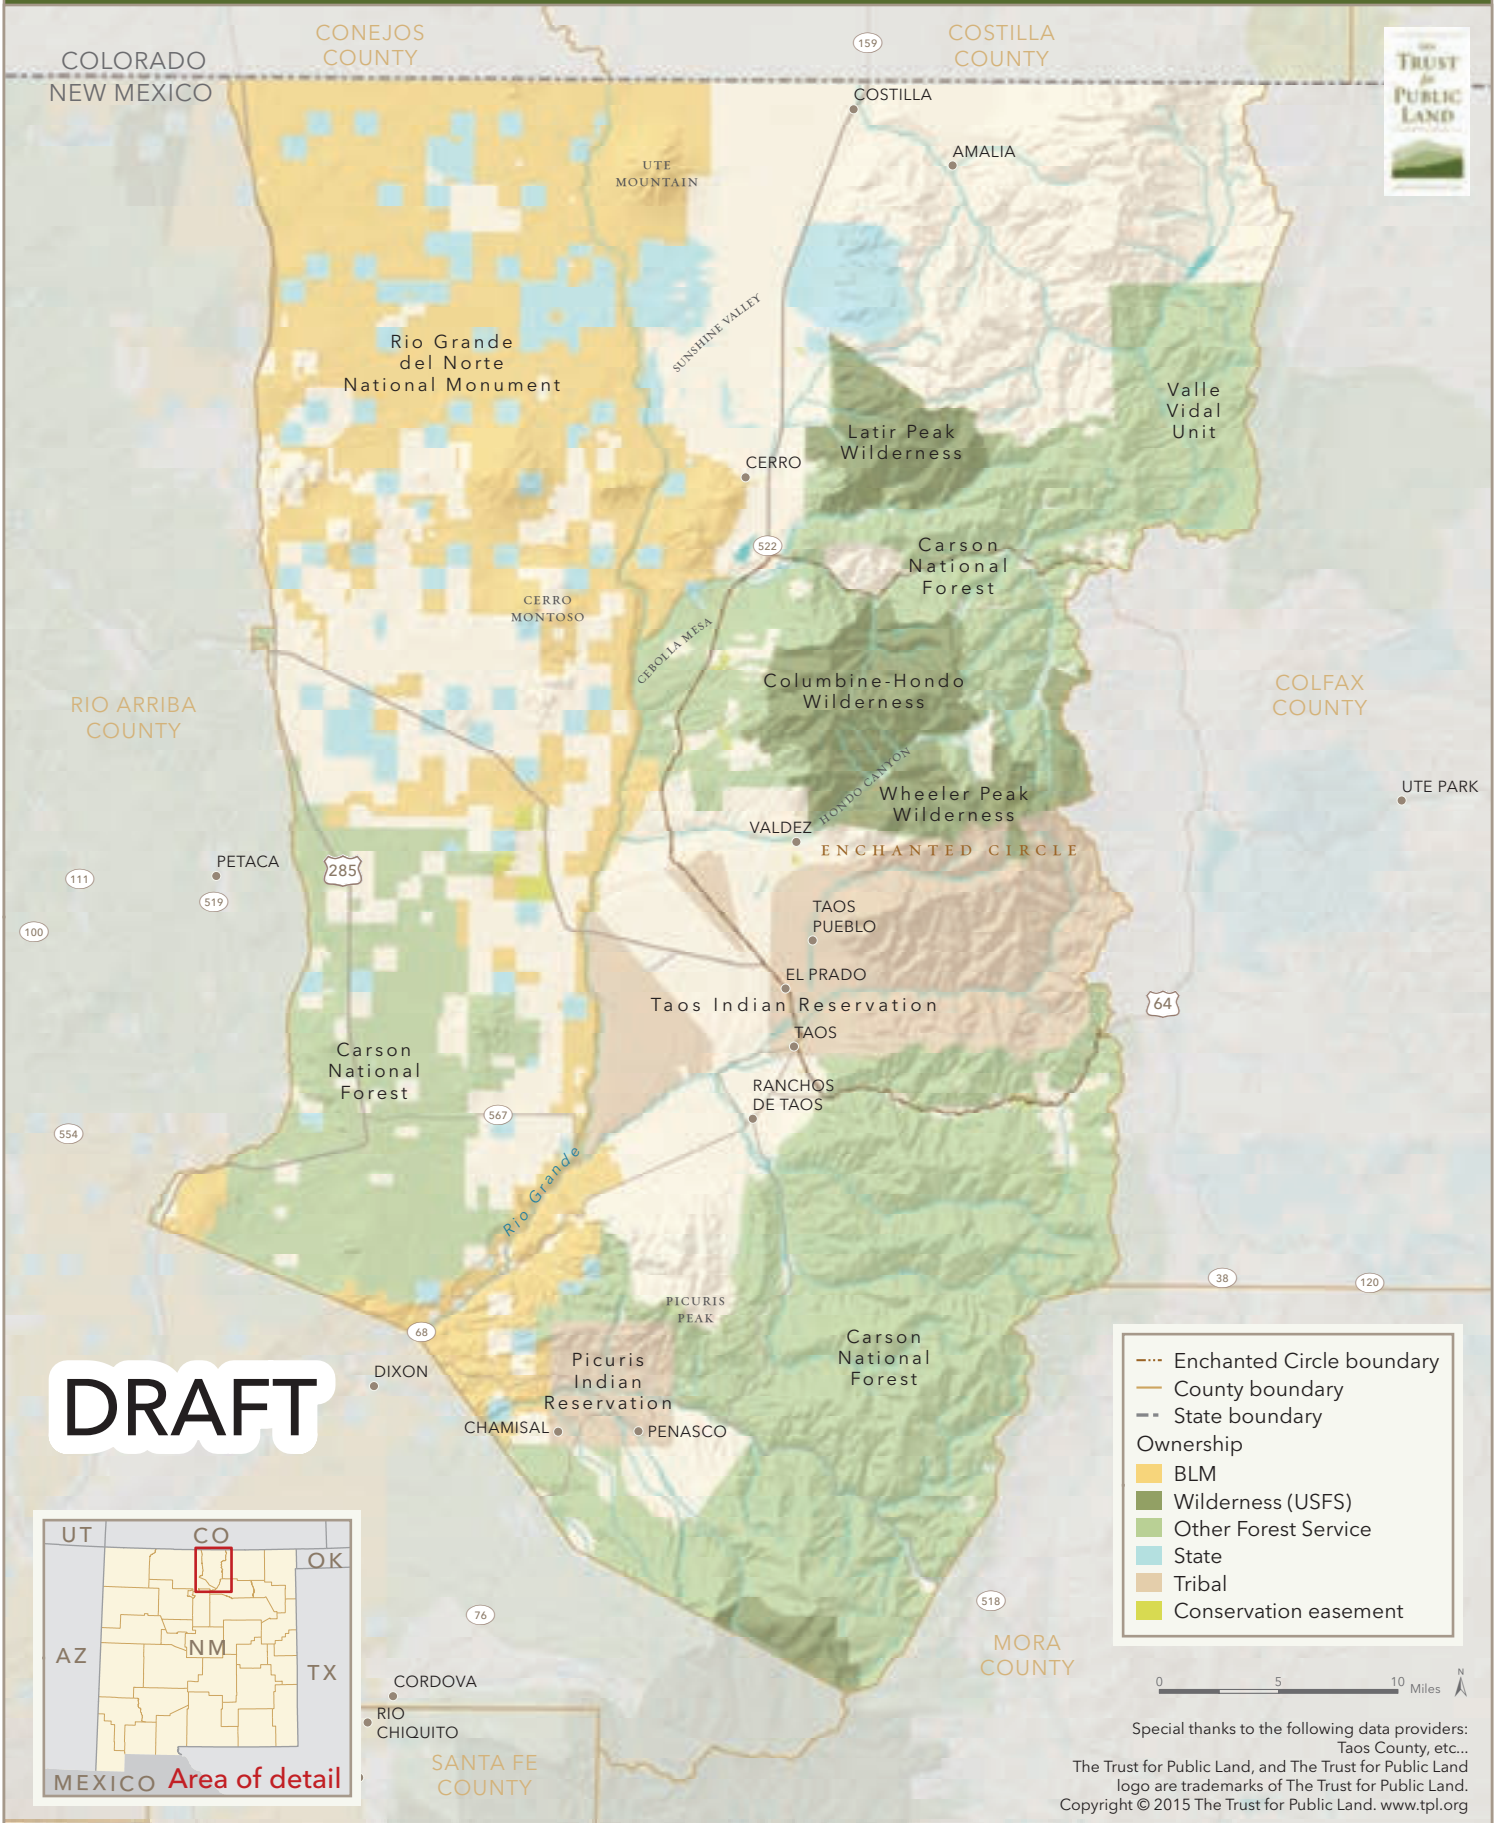 CONEJOS
COUNTY
COSTILLA
COUNTY
159
COLORADO
NEW MEXICO
THE
TRUST
for
PUBLIC
LAND
COSTILLA
AMALIA
UTE
MOUNTAIN
SUNSHINE VALLEY
Rio Grande
del Norte
National Monument
Valle
Vidal
Unit
Latir Peak
Wilderness
CERRO
522
Carson
National
Forest
CERRO
MONTOSO
CEBOLLA MESA
Columbine-Hondo
Wilderness
RIO ARRIBA
COUNTY
COLFAX
COUNTY
HONDO CANYON
UTE PARK
Wheeler Peak
Wilderness
VALDEZ
ENCHANTED CIRCLE
PETACA
285
111
519
100
TAOS
PUEBLO
EL PRADO
Taos Indian Reservation
64
TAOS
Carson
National
Forest
RANCHOS
DE TAOS
567
554
Rio Grande
38
120
PICURIS
PEAK
68
Carson
National
Forest
DIXON
Picuris
Indian
Reservation
CHAMISAL
PENASCO
DRAFT
Enchanted Circle boundary
County boundary
State boundary
Ownership
BLM
Wilderness (USFS)
Other Forest Service
State
Tribal
Conservation easement
UT
CO
OK
AZ
NM
TX
MEXICO
Area of detail
76
518
MORA
COUNTY
CORDOVA
RIO
CHIQUITO
SANTA FE
COUNTY
0 5 10 Miles
N
Special thanks to the following data providers:
Taos County, etc...
The Trust for Public Land, and The Trust for Public Land
logo are trademarks of The Trust for Public Land.
Copyright © 2015 The Trust for Public Land. www.tpl.org